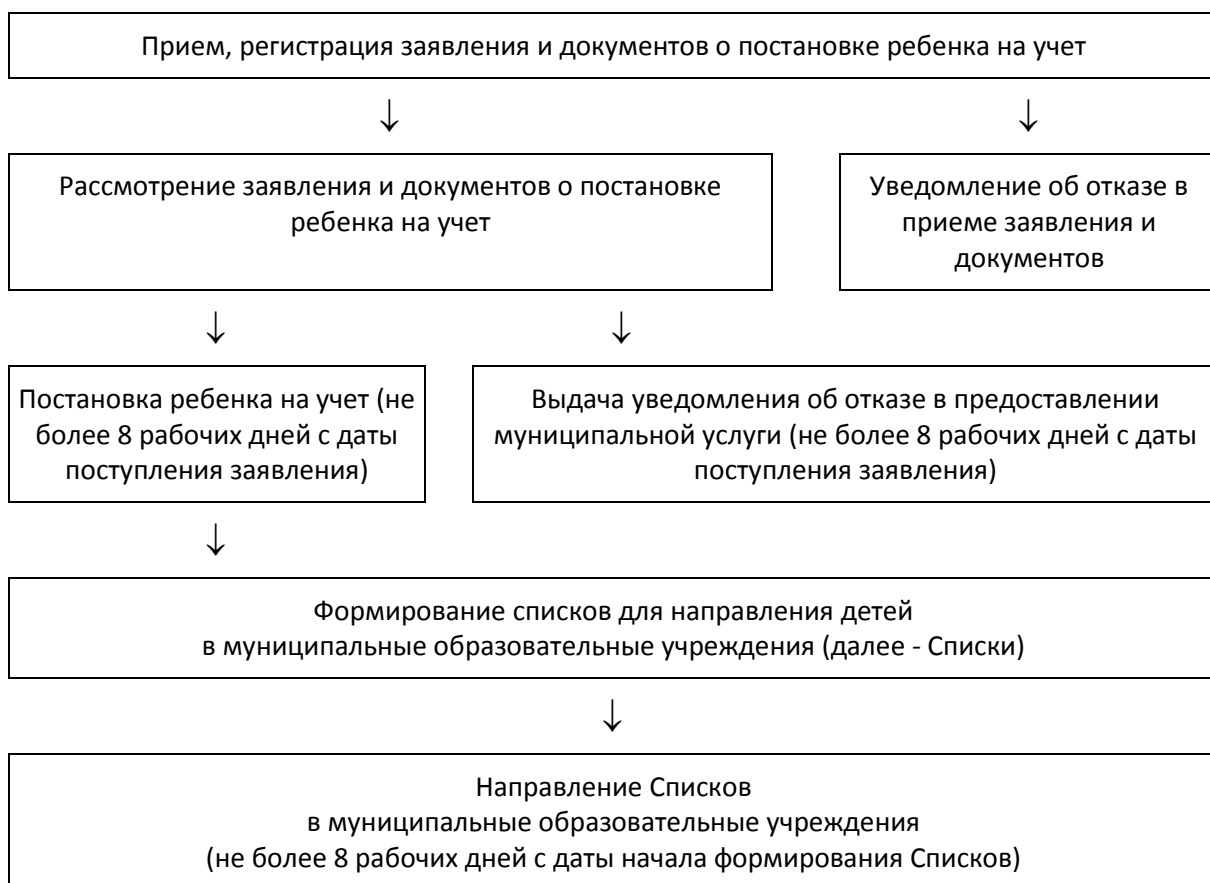 Прием, регистрация заявления и документов о постановке ребенка на учет
↓
↓
Рассмотрение заявления и документов о постановке
ребенка на учет
Уведомление об отказе в
приеме заявления и
документов
↓
↓
Постановка ребенка на учет (не
более 8 рабочих дней с даты
поступления заявления)
Выдача уведомления об отказе в предоставлении
муниципальной услуги (не более 8 рабочих дней с даты
поступления заявления)
↓
Формирование списков для направления детей
в муниципальные образовательные учреждения (далее - Списки)
↓
Направление Списков
в муниципальные образовательные учреждения
(не более 8 рабочих дней с даты начала формирования Списков)